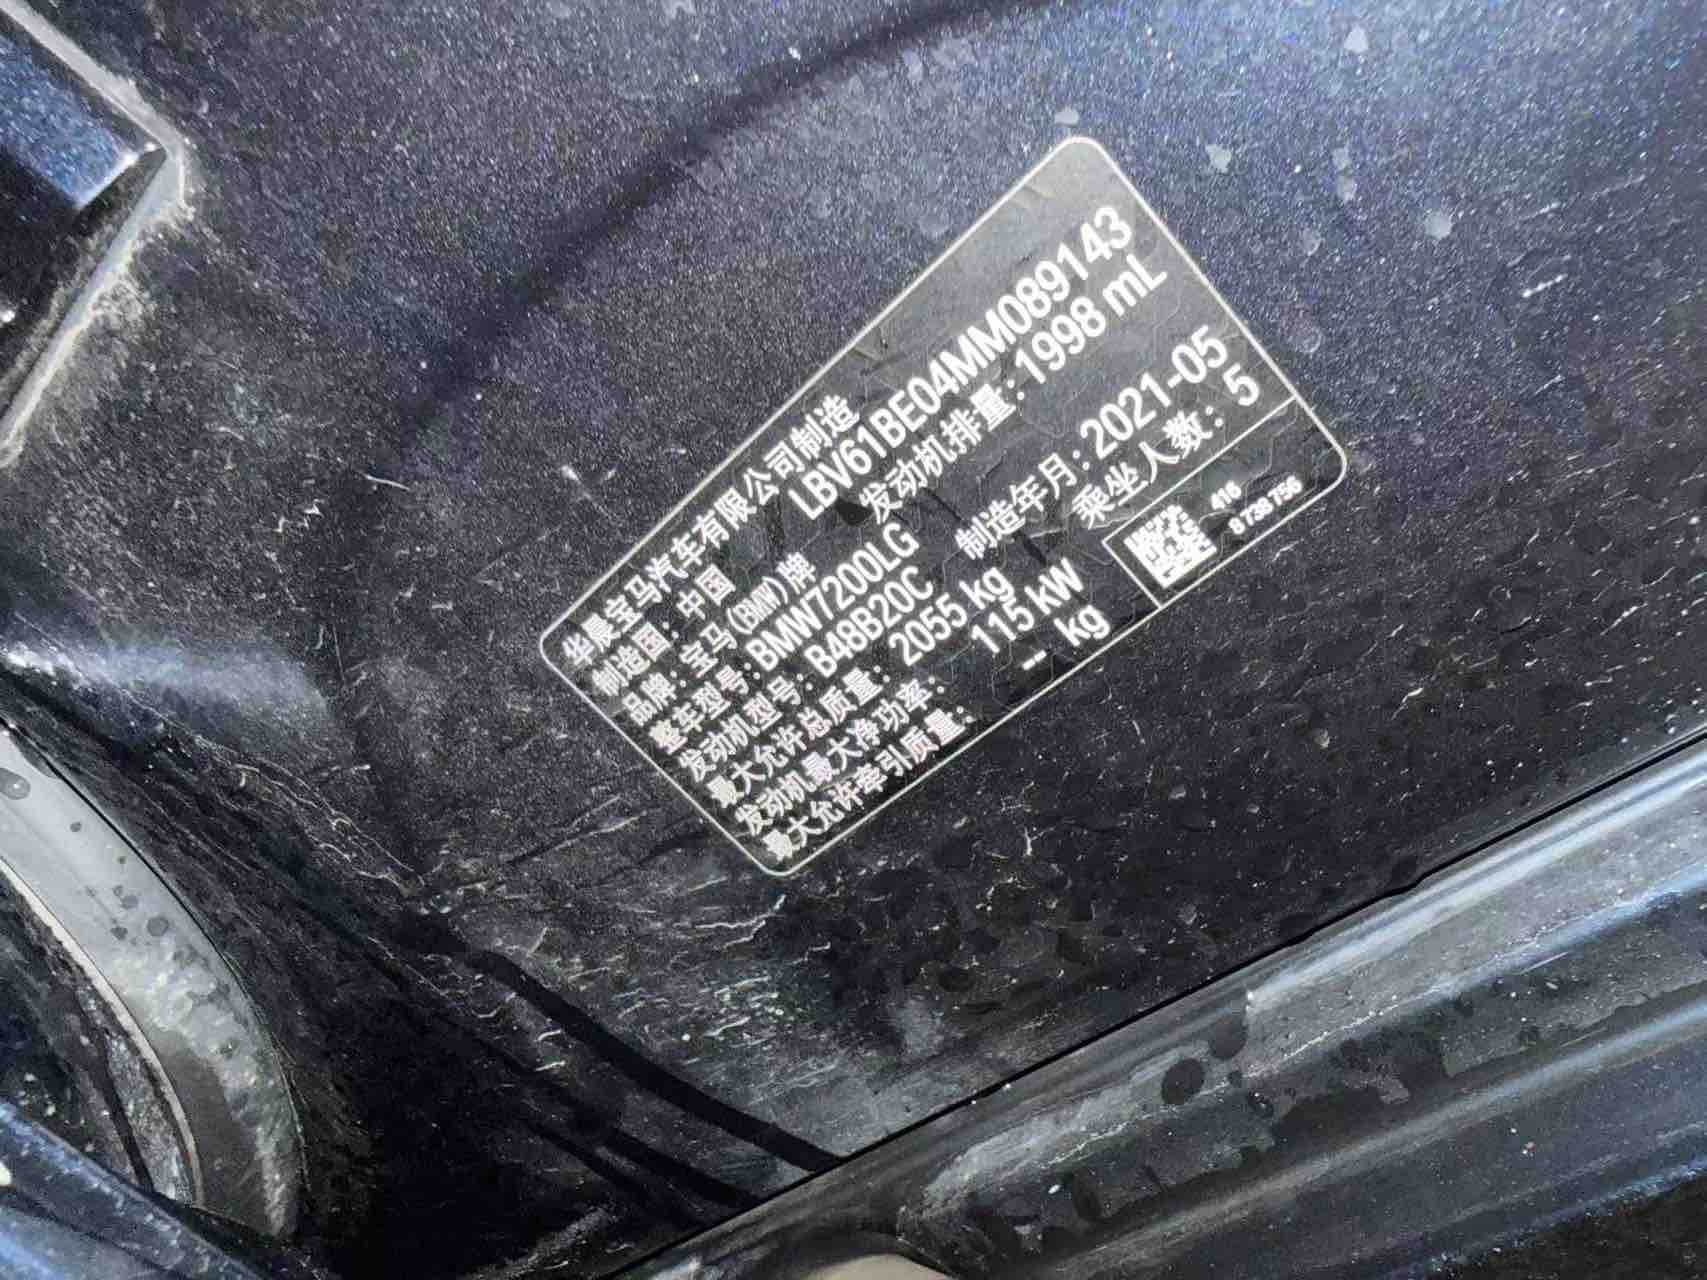 华晨宝马汽车有限公司制造
制造国：中国 LBV61BE04MM089143
品牌：宝马(BMW)牌 发动机排量：1998 mL
整车型号：BMW7200LG
发动机型号：B48B20C 制造年月：2021-05
最大允许总质量：2055 kg 乘坐人数：5
发动机最大净功率：115 kW
最大允许牵引质量：-- kg
416
8 738 756